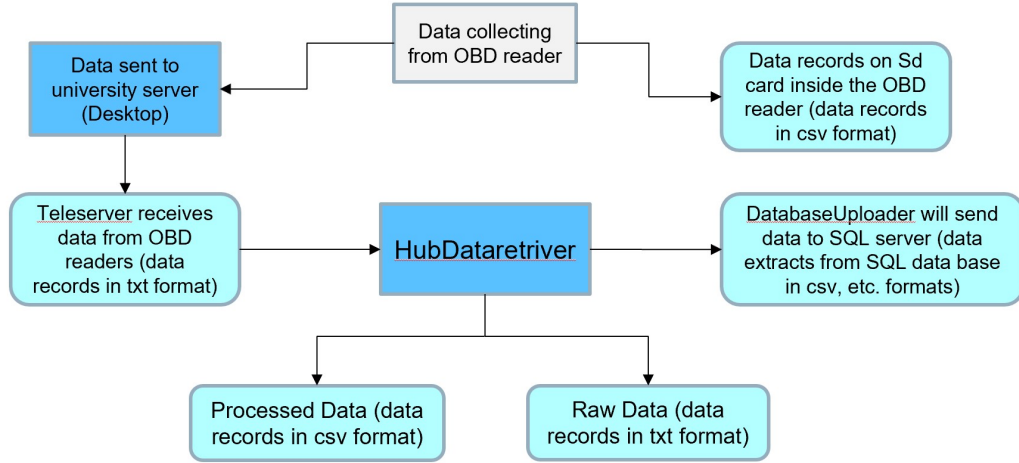 Data collecting
from OBD reader
Data sent to
university server
(Desktop)
Data records on Sd
card inside the OBD
reader (data records
in csv format)
Teleserver receives
data from OBD
readers (data
records in txt format)
HubDataretriver
DatabaseUploader will send
data to SQL server (data
extracts from SQL data base
in csv, etc. formats)
Processed Data (data
records in csv format)
Raw Data (data
records in txt format)